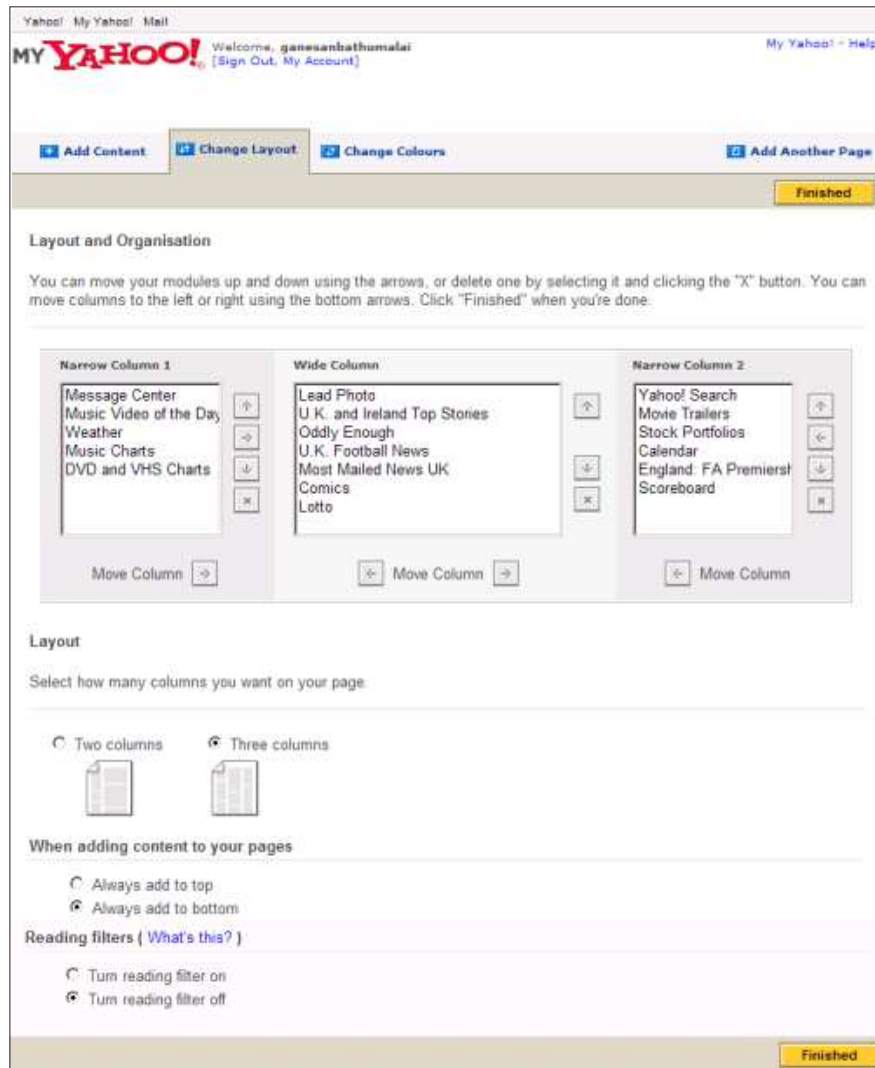 Yahoo! My Yahoo! Mail
MY YAHOO! Welcome, ganesanbathumalai
[Sign Out, My Account]
My Yahoo! - Help
Add Content Change Layout Change Colours Add Another Page
Finished
Layout and Organisation
You can move your modules up and down using the arrows, or delete one by selecting it and clicking the "X" button. You can
move columns to the left or right using the bottom arrows. Click "Finished" when you're done.
Narrow Column 1
Message Center
Music Video of the Day
Weather
Music Charts
DVD and VHS Charts
Move Column
Wide Column
Lead Photo
U.K. and Ireland Top Stories
Oddly Enough
U.K. Football News
Most Mailed News UK
Comics
Lotto
Move Column
Narrow Column 2
Yahoo! Search
Movie Trailers
Stock Portfolios
Calendar
England: FA Premiersh
Scoreboard
Move Column
Layout
Select how many columns you want on your page.
Two columns Three columns
When adding content to your pages
Always add to top
Always add to bottom
Reading filters ( What's this? )
Turn reading filter on
Turn reading filter off
Finished